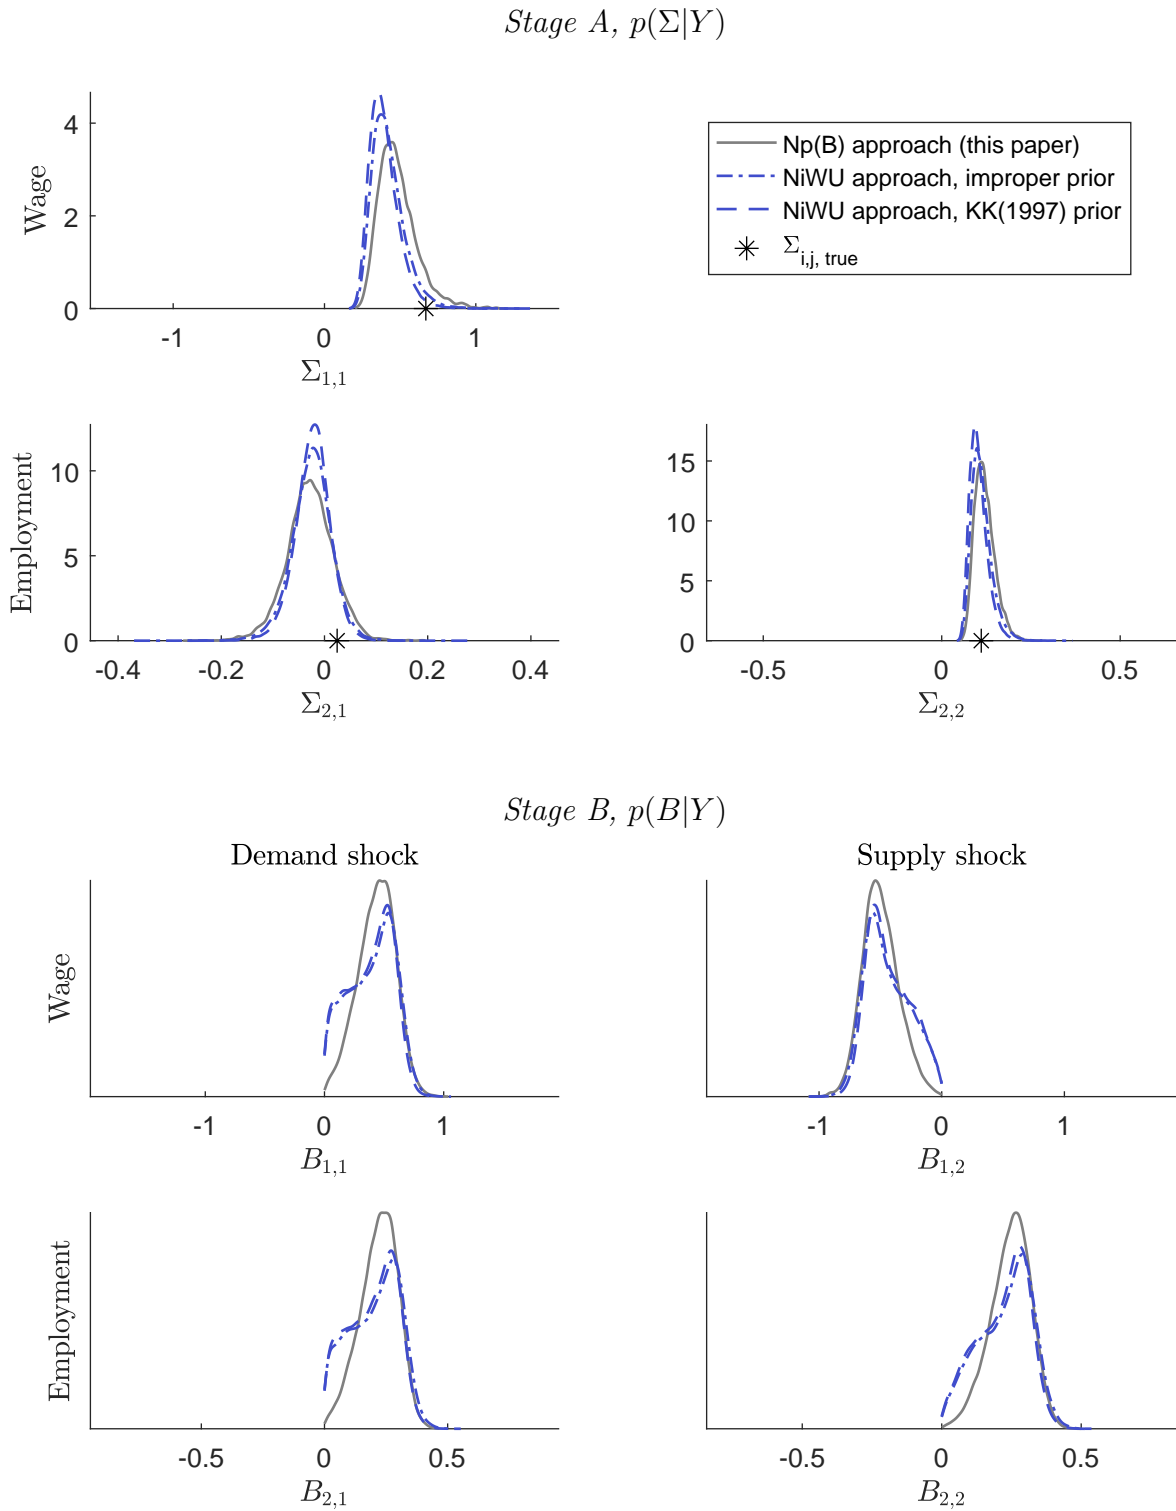 Stage A, p(Σ|Y)
Wage
4
2
0
-1
0
1
Σ1,1
Np(B) approach (this paper)
NiWU approach, improper prior
NiWU approach, KK(1997) prior
Σi,j, true
Employment
10
5
0
-0.4
-0.2
0
0.2
0.4
Σ2,1
15
10
5
0
-0.5
0
0.5
Σ2,2
Stage B, p(B|Y)
Demand shock
Supply shock
Wage
-1
0
1
B1,1
-1
0
1
B1,2
Employment
-0.5
0
0.5
B2,1
-0.5
0
0.5
B2,2